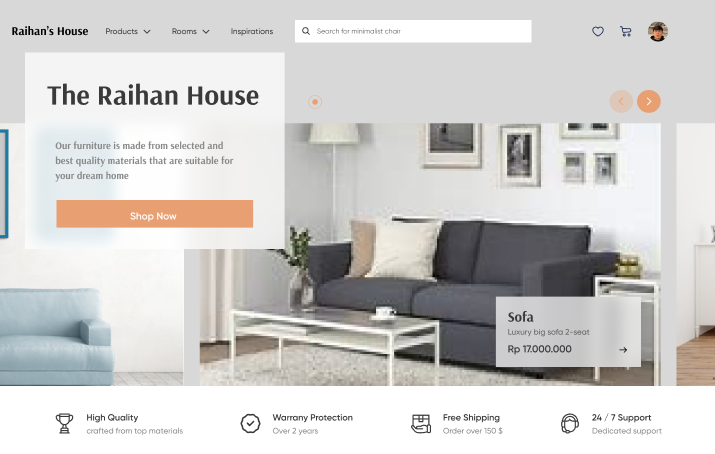 Raihan's House
Products
Rooms
Inspirations
Search for minimalist chair
The Raihan House
Our furniture is made from selected and
best quality materials that are suitable for
your dream home
Shop Now
Sofa
Luxury big sofa 2-seat
Rp 17.000.000
High Quality
crafted from top materials
Warrany Protection
Over 2 years
Free Shipping
Order over 150 $
24 / 7 Support
Dedicated support